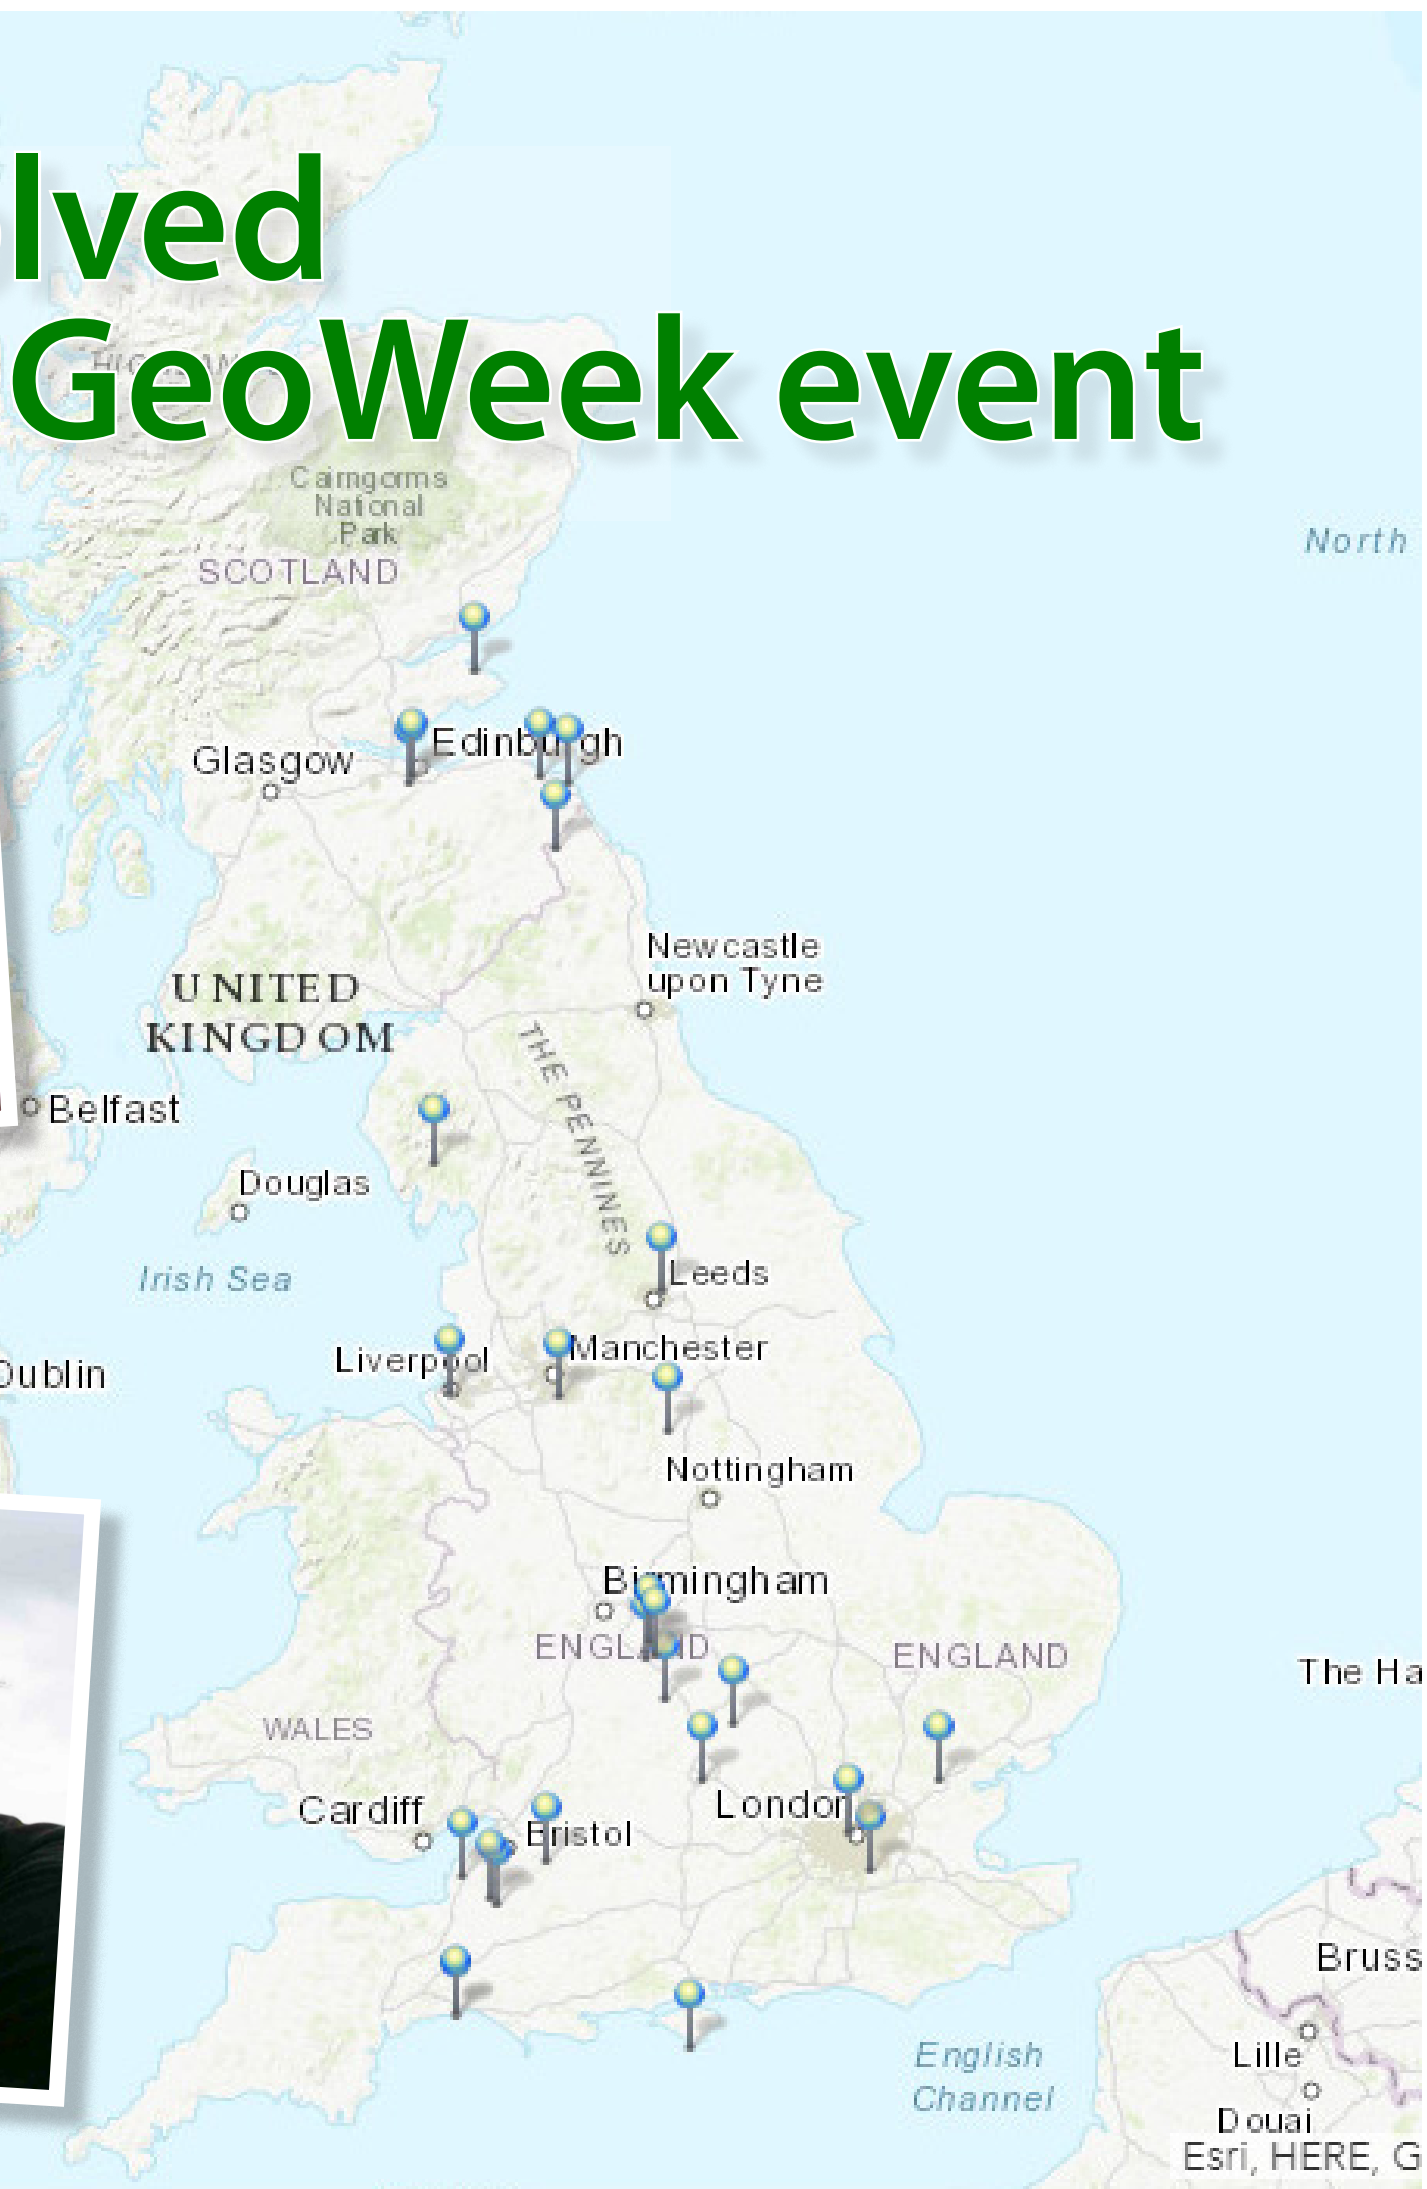 lved
GeoWeek event
Cairngorms
National
Park
SCOTLAND
North
Edinburgh
Glasgow
Newcastle
upon Tyne
UNITED
KINGDOM
THE PENNINES
Belfast
Douglas
Irish Sea
Leeds
Liverpool
Manchester
Dublin
Nottingham
Birmingham
ENGLAND
ENGLAND
The Ha
WALES
Cardiff
London
Bristol
Bruss
English
Channel
Lille
Douai
Esri, HERE, G